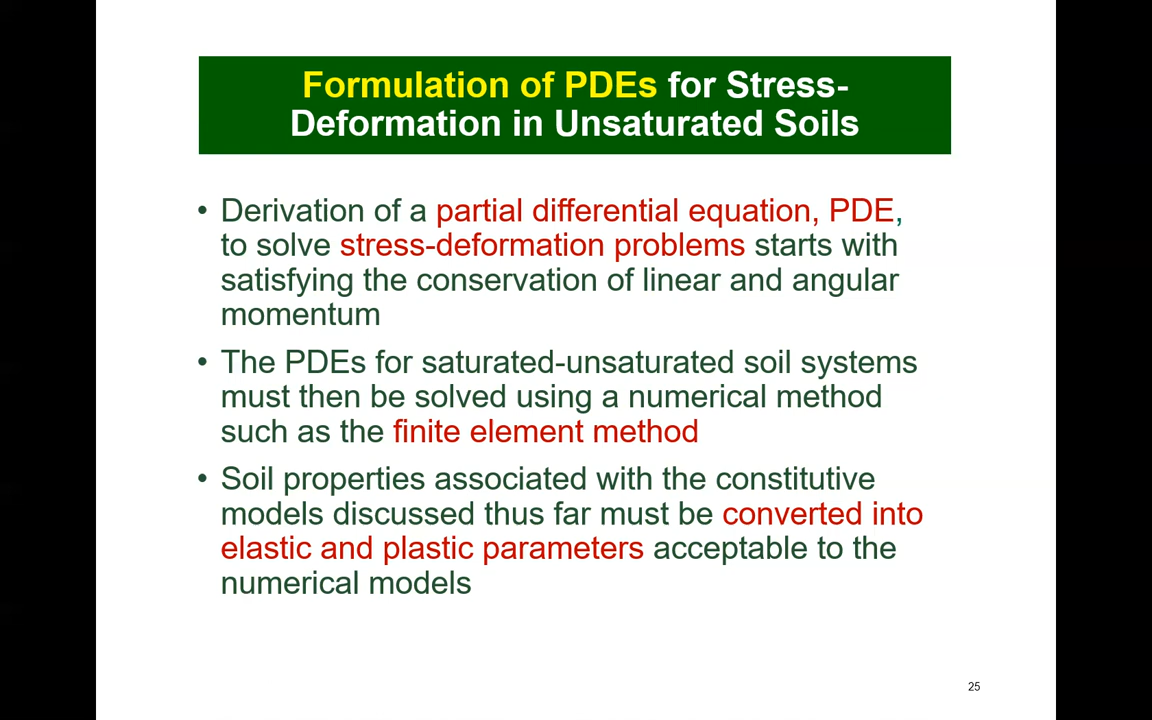 Formulation of PDEs for Stress-
Deformation in Unsaturated Soils
• Derivation of a partial differential equation, PDE,
to solve stress-deformation problems starts with
satisfying the conservation of linear and angular
momentum
• The PDEs for saturated-unsaturated soil systems
must then be solved using a numerical method
such as the finite element method
• Soil properties associated with the constitutive
models discussed thus far must be converted into
elastic and plastic parameters acceptable to the
numerical models
25